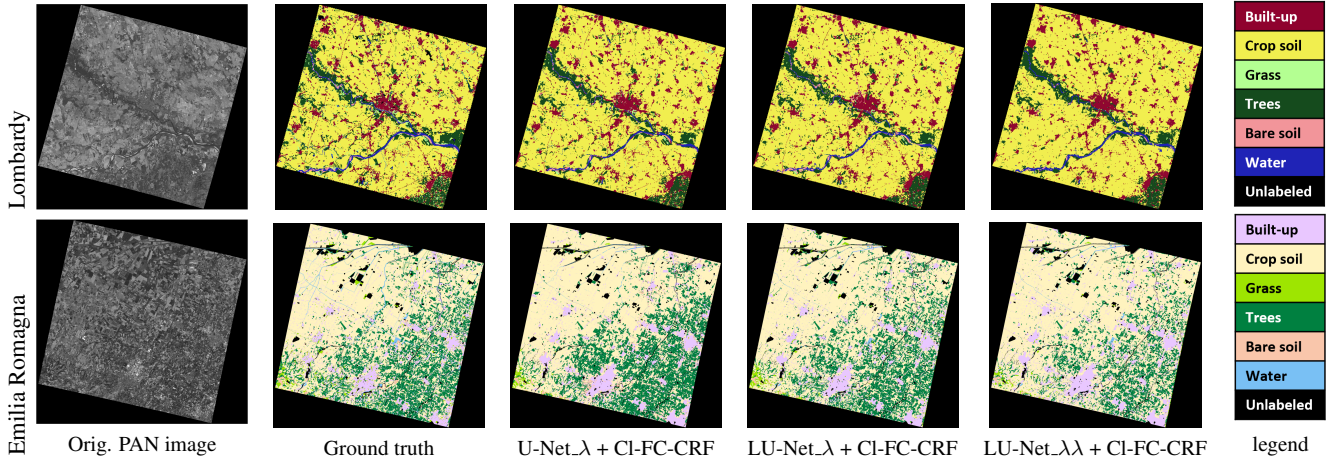 Lombardy
Built-up
Crop soil
Grass
Trees
Bare soil
Water
Unlabeled
Emilia Romagna
Built-up
Crop soil
Grass
Trees
Bare soil
Water
Unlabeled
Orig. PAN image
Ground truth
U-Net_λ + Cl-FC-CRF
LU-Net_λ + Cl-FC-CRF
LU-Net_λλ + Cl-FC-CRF
legend